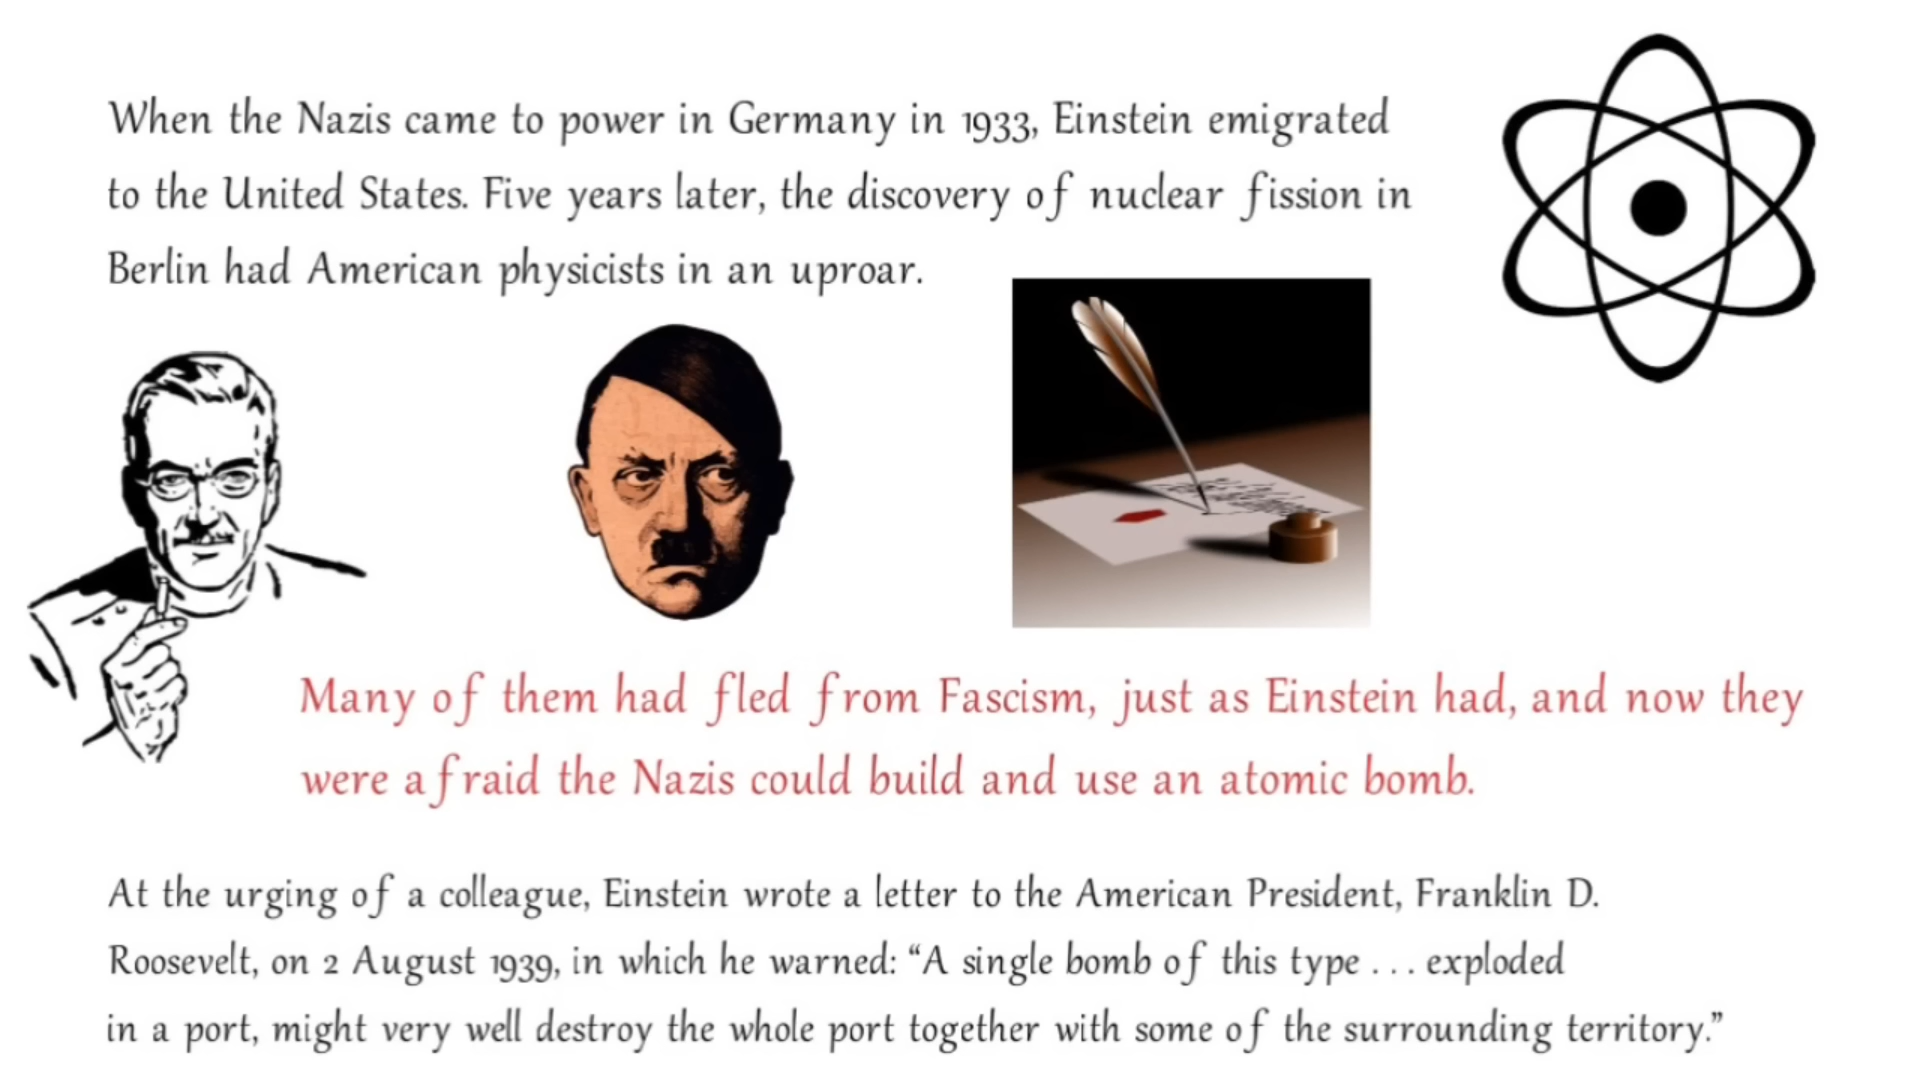 When the Nazis came to power in Germany in 1933, Einstein emigrated
to the United States. Five years later, the discovery of nuclear fission in
Berlin had American physicists in an uproar.
Many of them had fled from Fascism, just as Einstein had, and now they
were afraid the Nazis could build and use an atomic bomb.
At the urging of a colleague, Einstein wrote a letter to the American President, Franklin D.
Roosevelt, on 2 August 1939, in which he warned: “A single bomb of this type . . . exploded
in a port, might very well destroy the whole port together with some of the surrounding territory.”